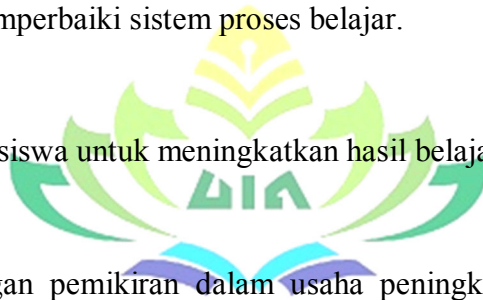 mperbaiki sistem proses belajar.
siswa untuk meningkatkan hasil belaja
UIN
gan pemikiran dalam usaha peningk